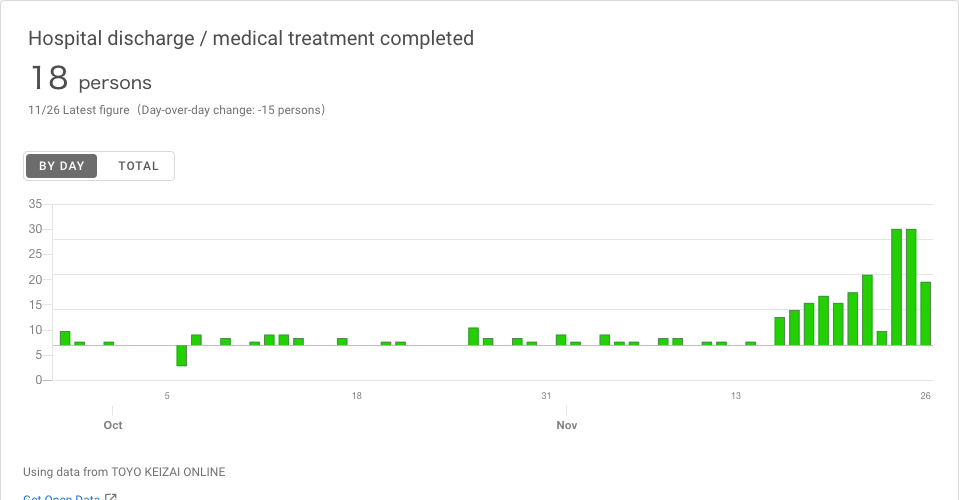 Hospital discharge / medical treatment completed
18 persons
11/26 Latest figure（Day-over-day change: -15 persons）
BY DAY TOTAL
35
30
25
20
15
10
5
0
5 18 31 13 26
Oct Nov
Using data from TOYO KEIZAI ONLINE
Get Open Data